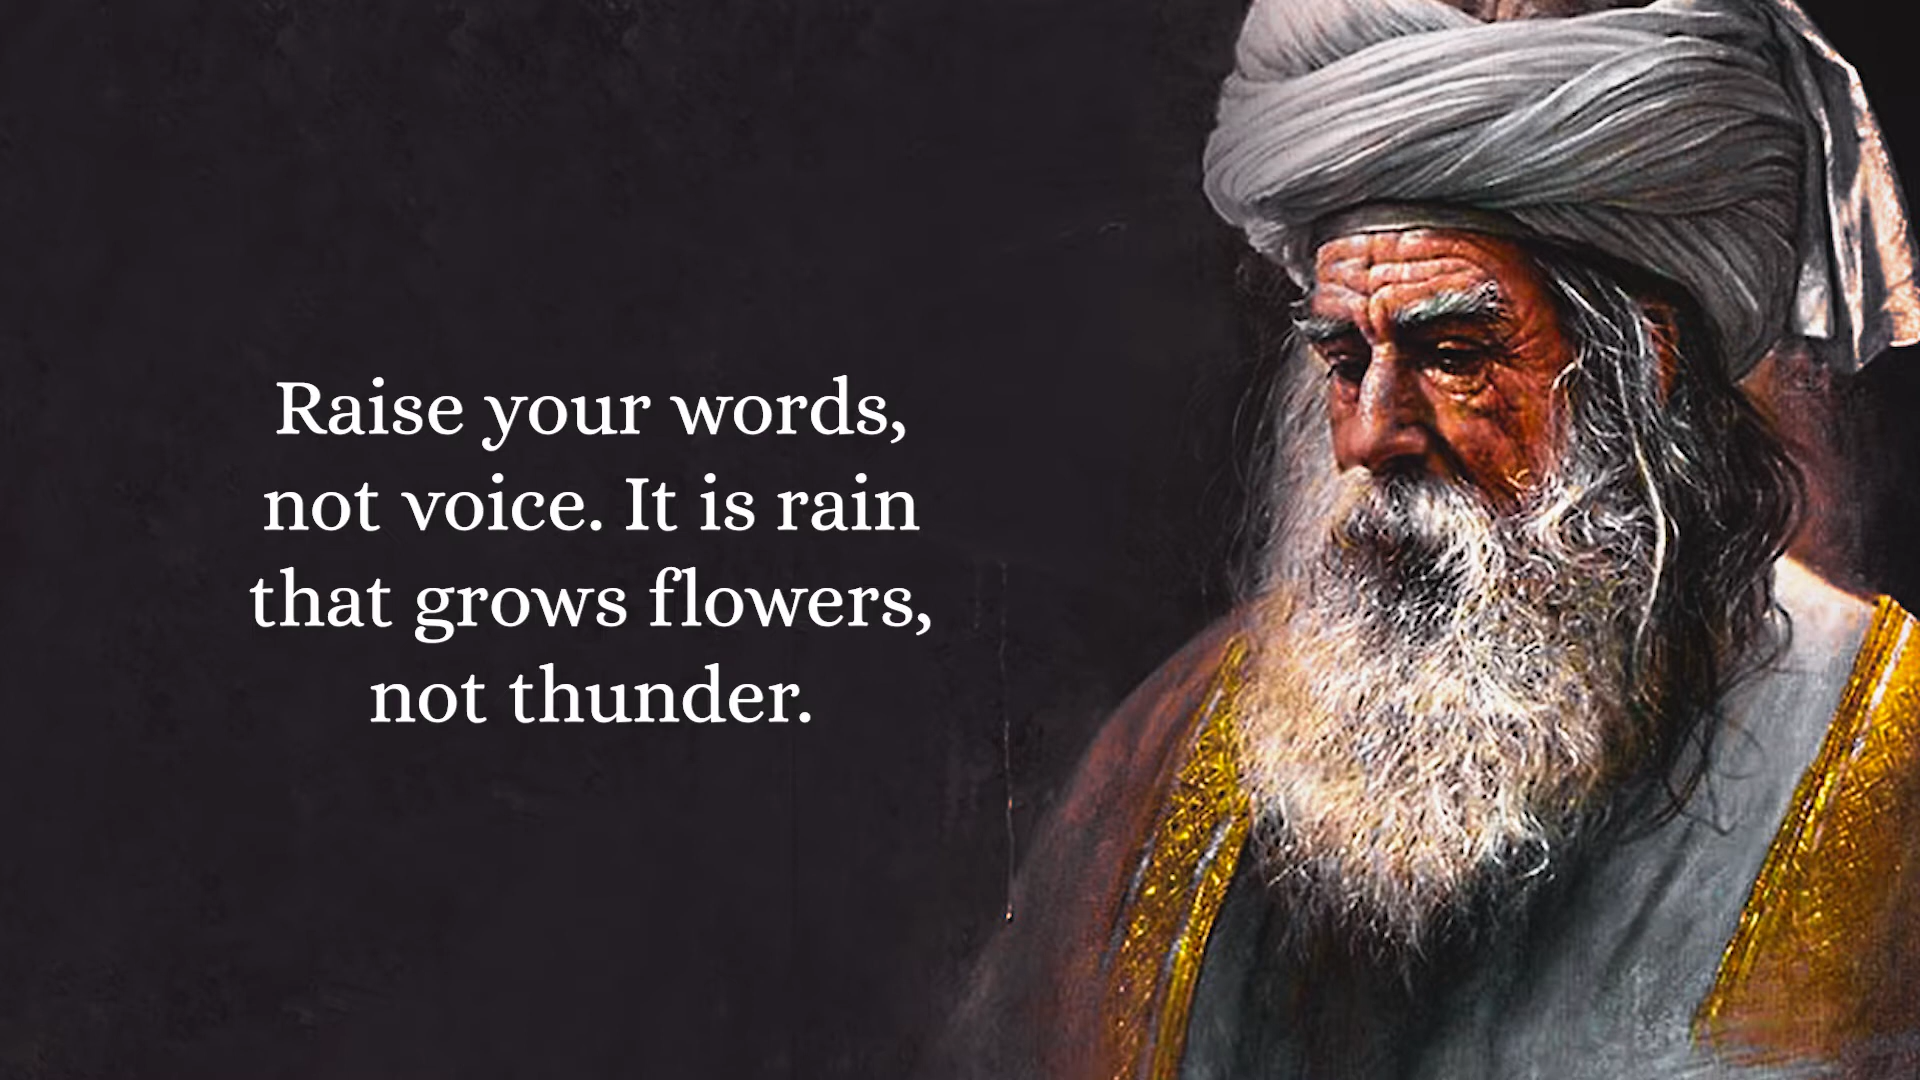 Raise your words,
not voice. It is rain
that grows flowers,
not thunder.